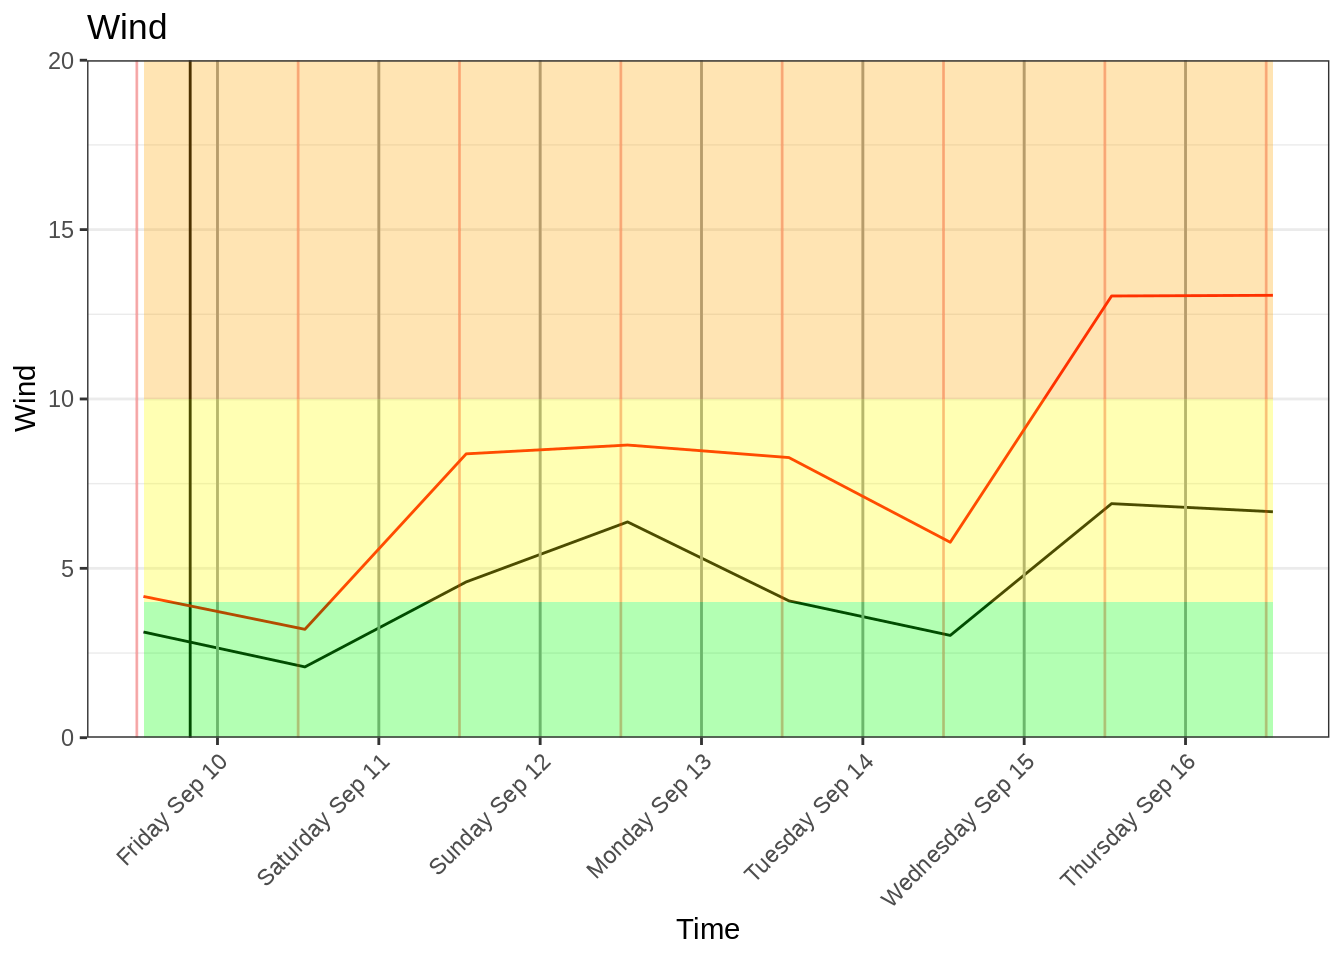 Wind
20
15
10
5
0
Wind
Friday Sep 10
Saturday Sep 11
Sunday Sep 12
Monday Sep 13
Tuesday Sep 14
Wednesday Sep 15
Thursday Sep 16
Time